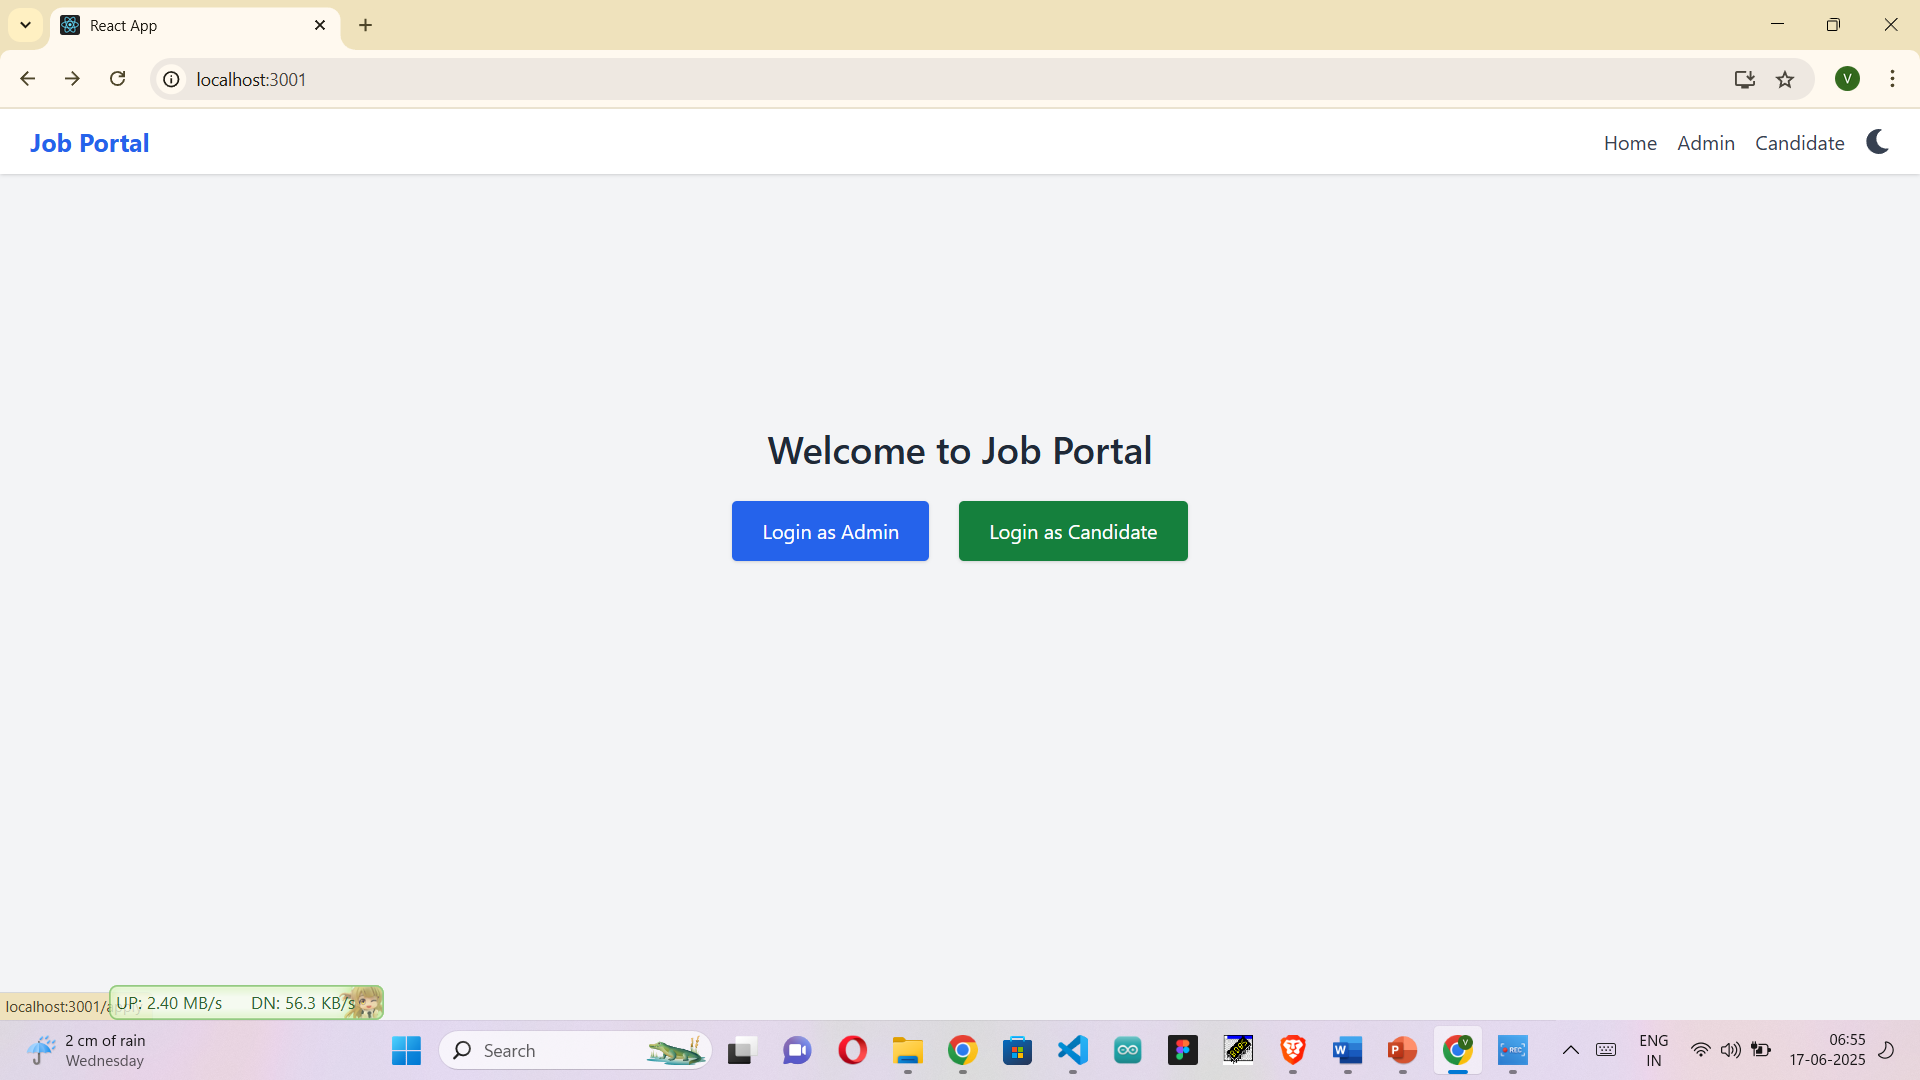 React App
localhost:3001
V
Job Portal
Home Admin Candidate
Welcome to Job Portal
Login as Admin Login as Candidate
localhost:3001/apply
UP: 2.40 MB/s DN: 56.3 KB/s
2 cm of rain
Wednesday
Search
REC
ENG
IN
06:55
17-06-2025